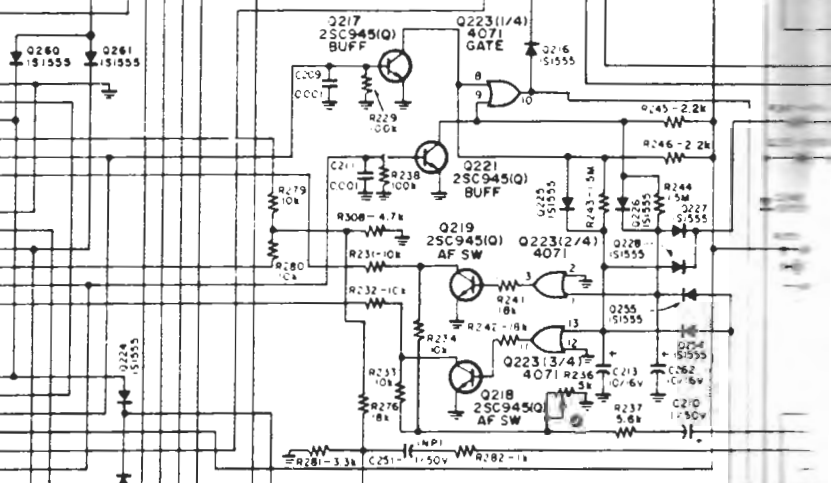 Q217
2SC945(Q)
BUFF
Q223(1/4)
4071
GATE
Q260
1S1555
Q261
1S1555
Q216
1S1555
C209
0.001
8
9
10
R229
100k
R245-2.2k
R246-2.2k
Q221
2SC945(Q)
BUFF
0.001
R238
100k
R279
10k
Q225
1S1555
R243-1.5M
Q226
1S1555
R244
1.5M
Q227
1S1555
R308-4.7k
Q219
2SC945(Q)
AF SW
Q223(2/4)
4071
Q228
1S1555
R231-10k
R280
10k
3
2
1
R232-10k
R241
18k
Q255
1S1555
R242-18k
11
13
12
R234
10k
Q224
1S1555
Q223(3/4)
4071
1S1555
R233
10k
R236
5k
C213
10/16V
C262
10/16V
R276
18k
Q218
2SC945(Q)
AF SW
R237
5.6k
C210
1/50V
(NP)
R281-3.3k
C251-1/50V
R282-1k